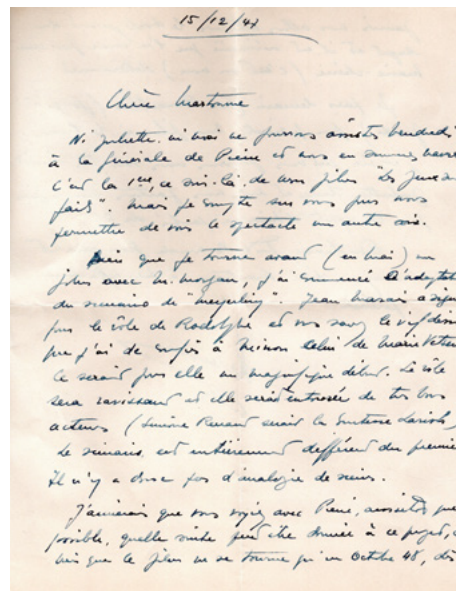 15/12/47
Chère Martonne
Ni Juliette, ni moi ne pourrons assister Vendredi
à la générale de Pierre et nous en sommes navrés
c'est la 1ère, ce soir-là, de mon film "Les jeux sont
faits". Mais je compte sur vous pour nous
permettre de voir ce spectacle un autre soir.
Bien que je tourne avant (en Mai) un
film avec M. Morgan, j'ai commencé l'adaptation
du scénario de "Mayerling". Jean Marais a signé
pour le rôle de Rodolphe et vous savez le vif désir
que j'ai de confier à celui de Marie Vetsera
Ce serait pour elle un magnifique début. Le rôle
sera ravissant et elle serait entourée de très bons
acteurs (Simone Renant serait la Comtesse Larish)
Le scénario est entièrement différent du premier
Il n'y a donc pas d'analogie de
J'aimerais que vous voyiez avec Pierre, aussitôt que
possible, quelle suite peut être donnée à ce projet,
bien que le film ne se tourne qu'en Octobre 48,